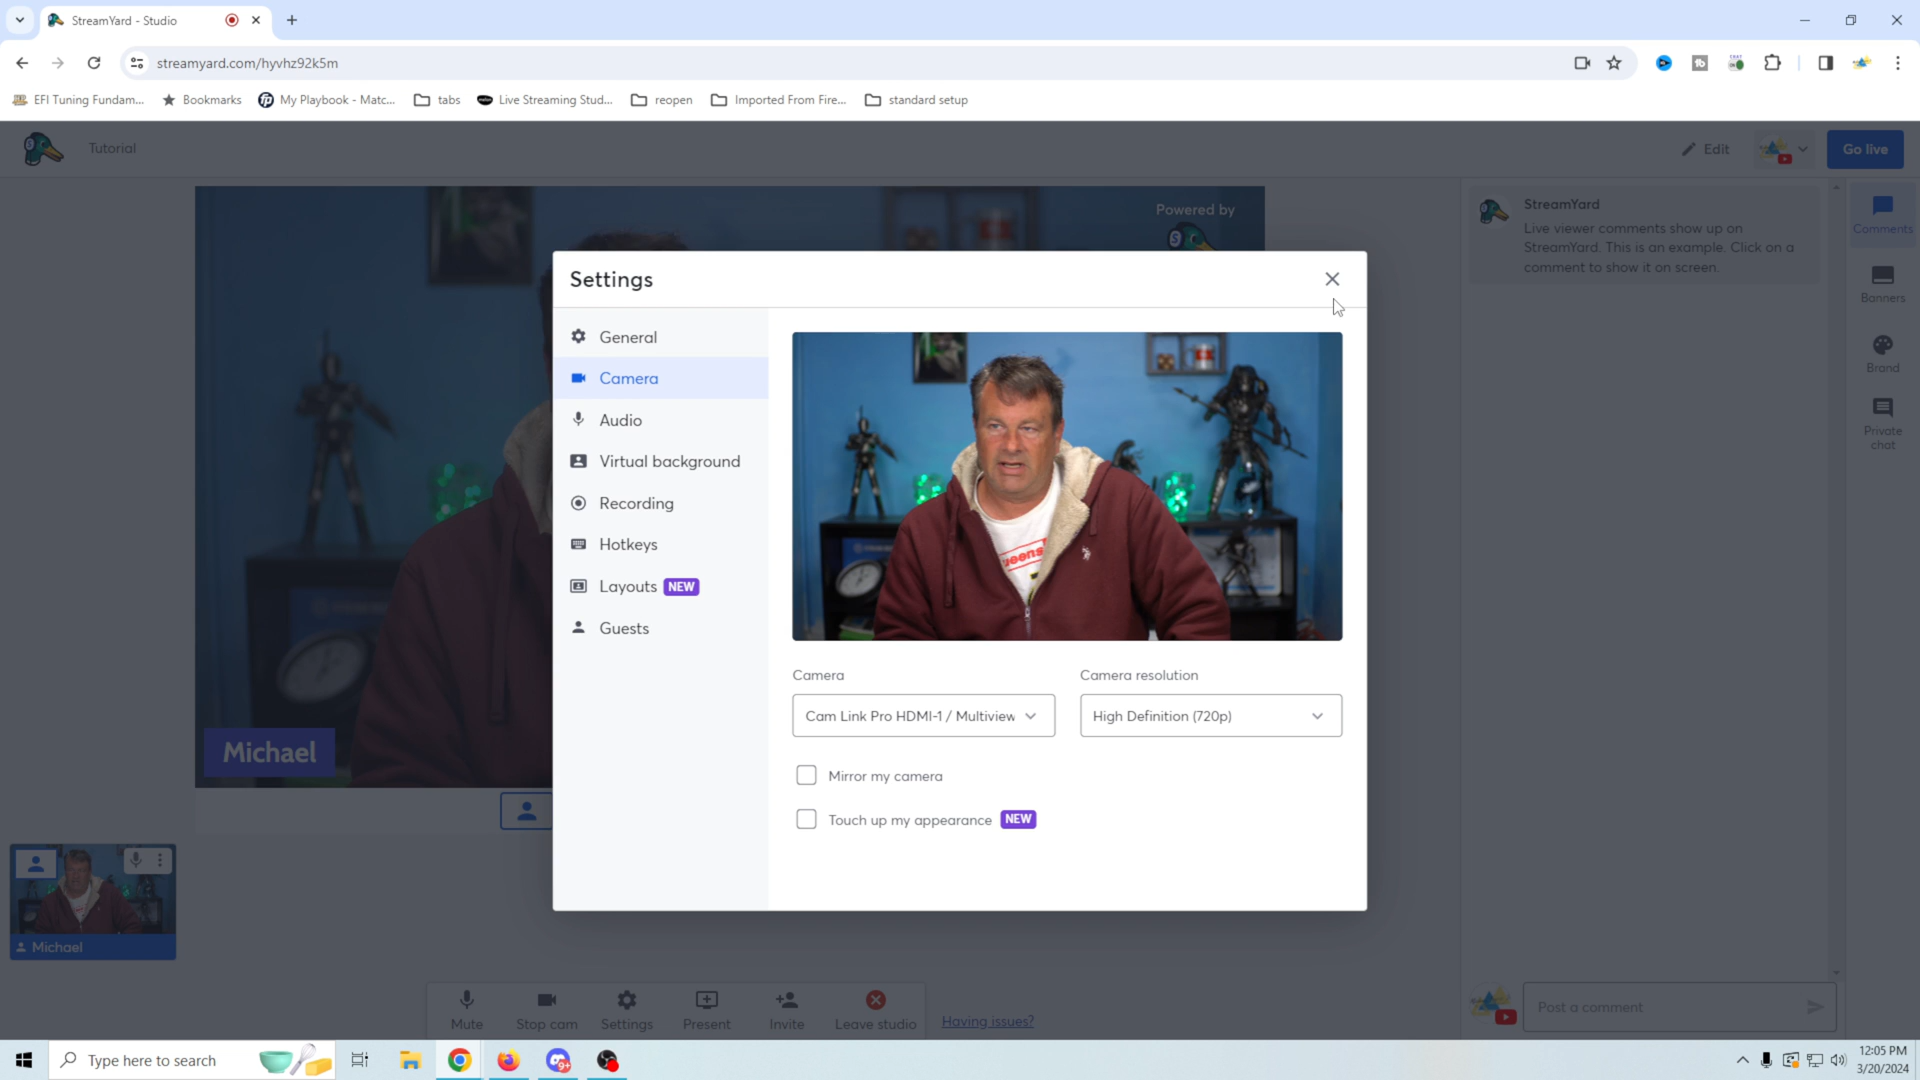 StreamYard - Studio
streamyard.com/hyvhz92k5m
EFI Tuning Fundam...
Bookmarks
My Playbook - Matc...
tabs
Live Streaming Stud...
reopen
Imported From Fire...
standard setup
Tutorial
Edit
Go live
Powered by
StreamYard
Live viewer comments show up on
StreamYard. This is an example. Click on a
comment to show it on screen.
Comments
Banners
Brand
Private
chat
Settings
General
Camera
Audio
Virtual background
Recording
Hotkeys
Layouts NEW
Guests
Camera
Camera resolution
Cam Link Pro HDMI-1 / Multiview
High Definition (720p)
Mirror my camera
Touch up my appearance NEW
Michael
Michael
Mute
Stop cam
Settings
Present
Invite
Leave studio
Having issues?
Post a comment
Type here to search
9+
12:05 PM
3/20/2024